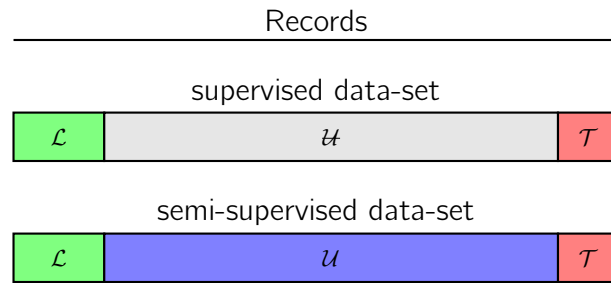 Records
supervised data-set
ℒ 𝒰̶ 𝒯
semi-supervised data-set
ℒ 𝒰 𝒯